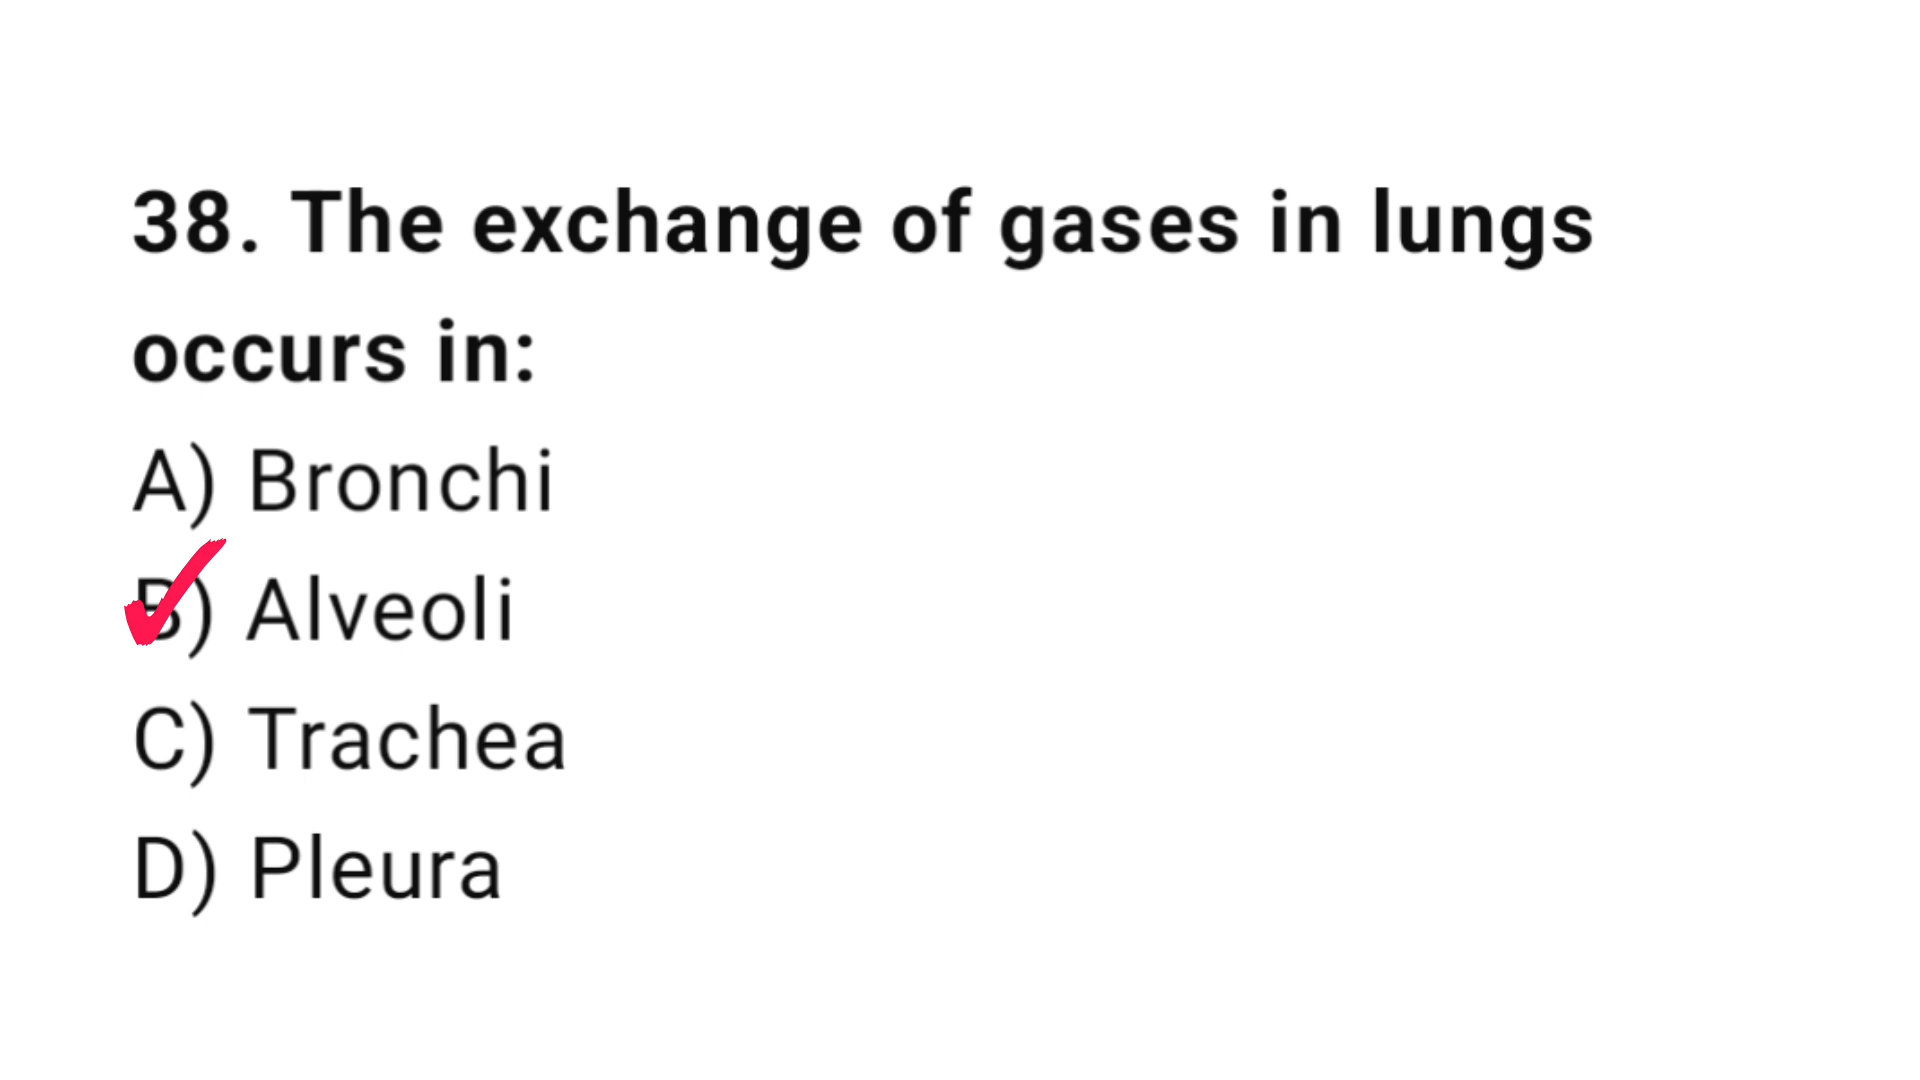 38. The exchange of gases in lungs
occurs in:
A) Bronchi
B) Alveoli
C) Trachea
D) Pleura